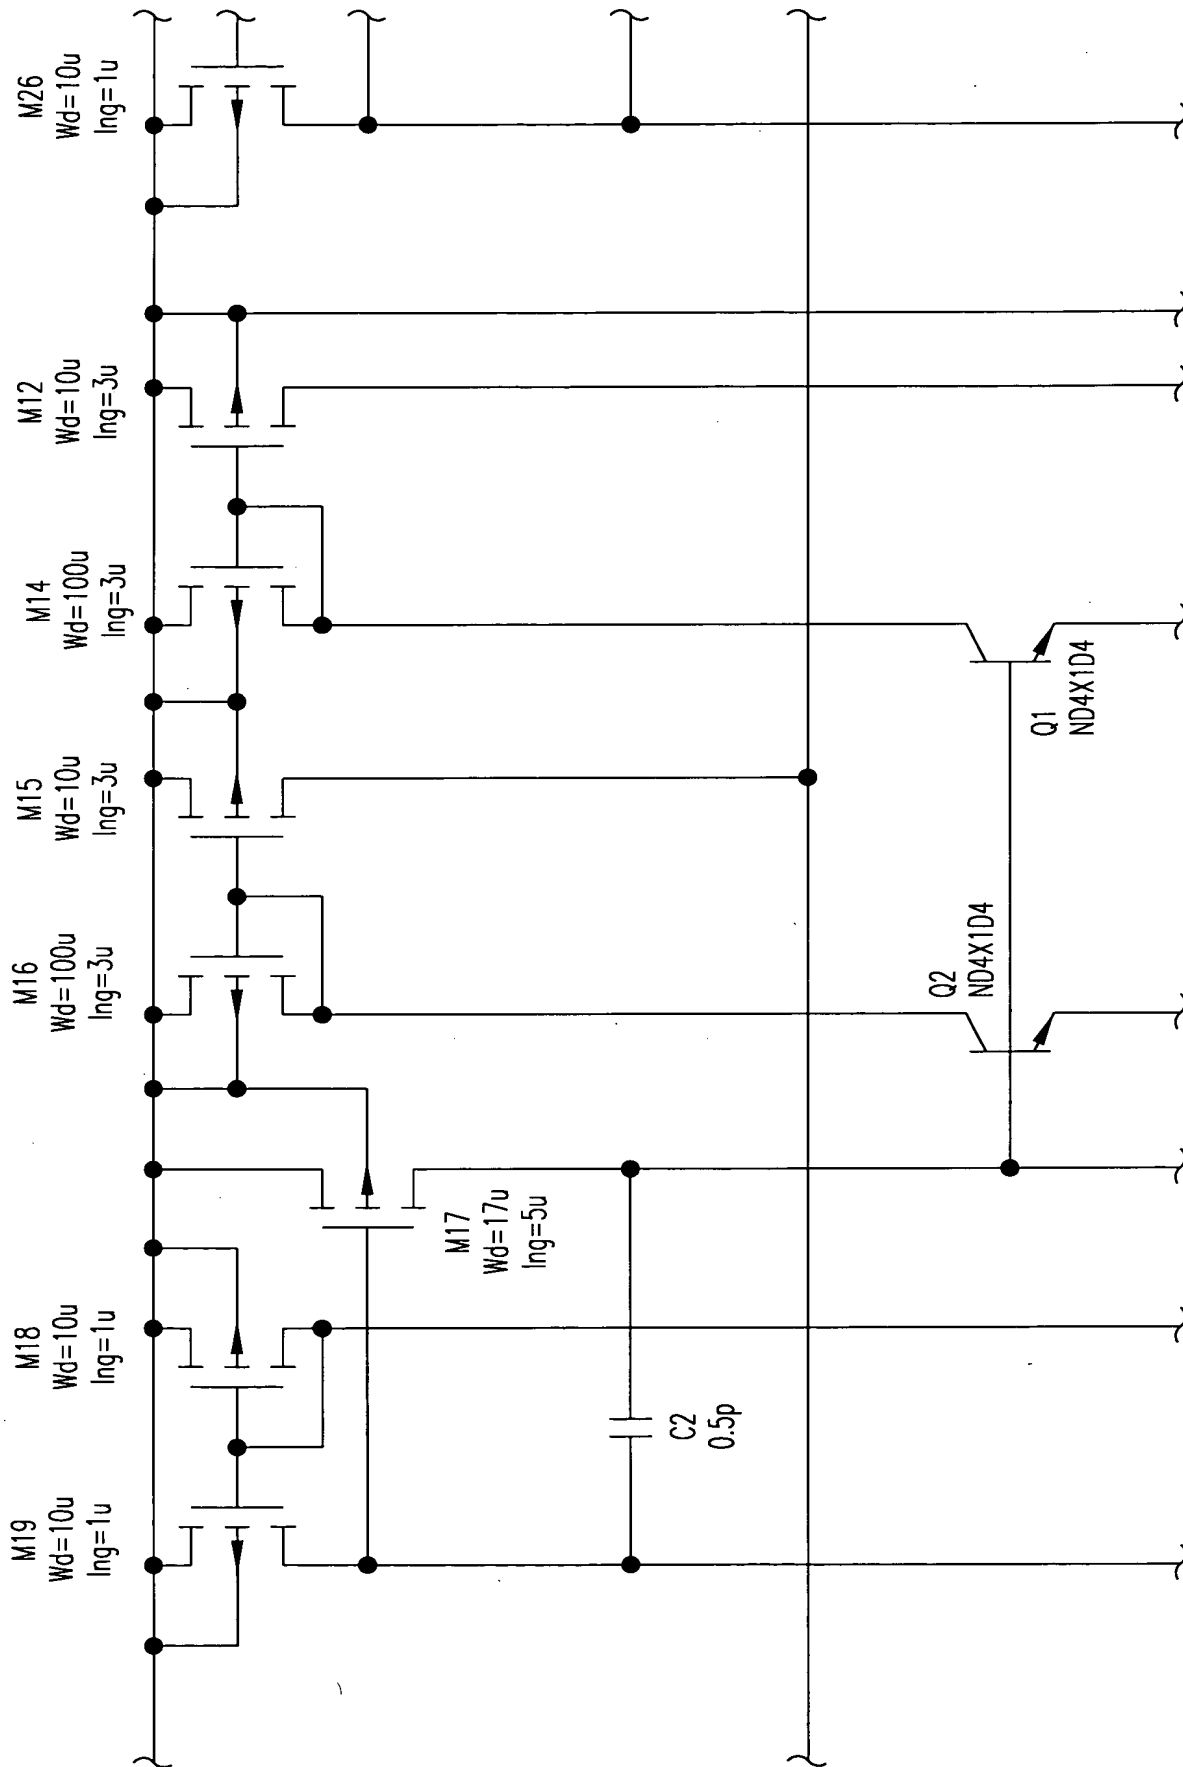 M26
Wd=10u
lng=1u
M12
Wd=10u
lng=3u
M14
Wd=100u
lng=3u
M15
Wd=10u
lng=3u
M16
Wd=100u
lng=3u
M17
Wd=17u
lng=5u
M18
Wd=10u
lng=1u
M19
Wd=10u
lng=1u
Q1
ND4X1D4
Q2
ND4X1D4
C2
0.5p